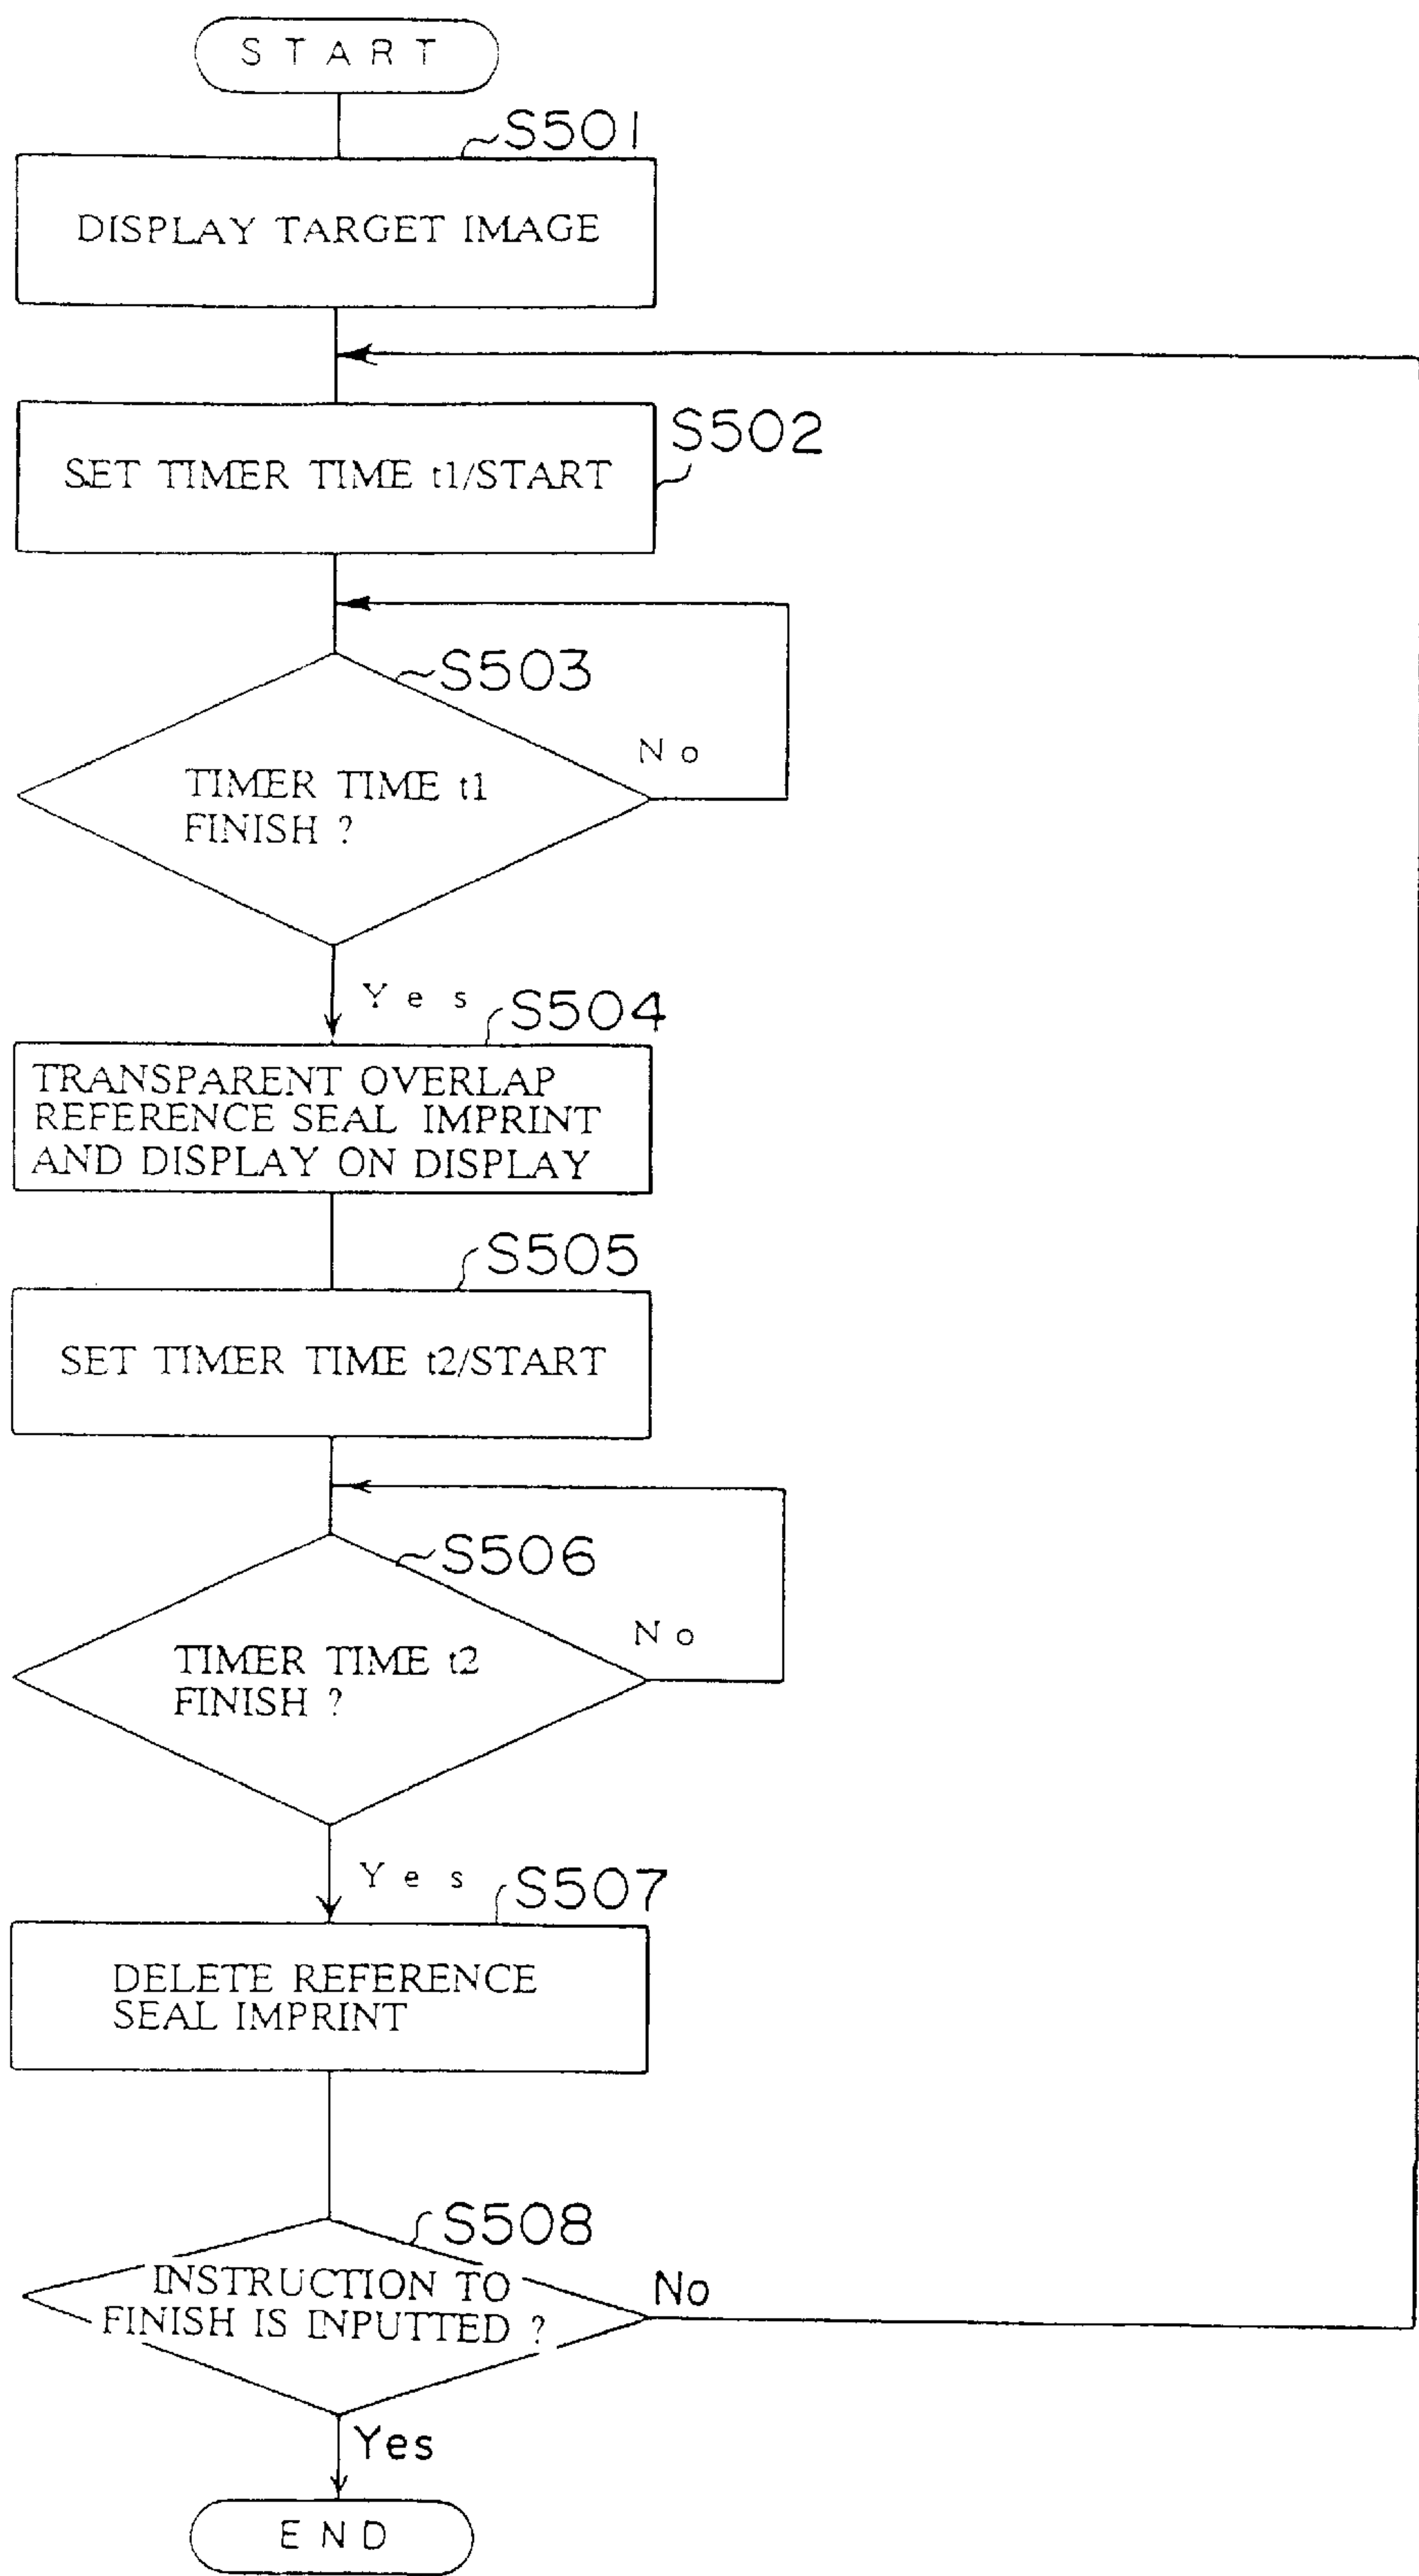 START
S501
DISPLAY TARGET IMAGE
S502
SET TIMER TIME t1/START
S503
No
TIMER TIME t1
FINISH ?
Yes
S504
TRANSPARENT OVERLAP
REFERENCE SEAL IMPRINT
AND DISPLAY ON DISPLAY
S505
SET TIMER TIME t2/START
S506
No
TIMER TIME t2
FINISH ?
Yes
S507
DELETE REFERENCE
SEAL IMPRINT
S508
INSTRUCTION TO
FINISH IS INPUTTED ?
No
Yes
END